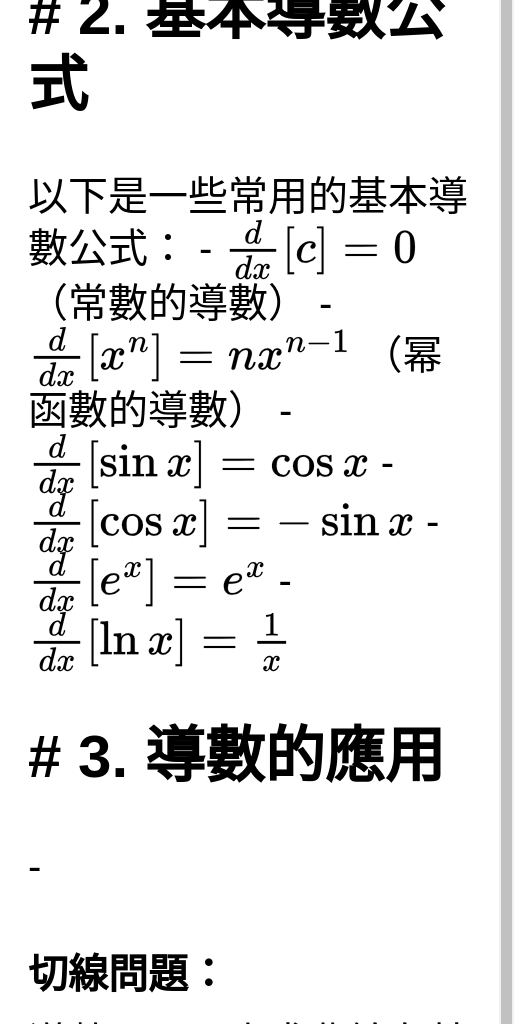 # 2. 基本導數公
式
以下是一些常用的基本導
數公式： - \frac{d}{dx}[c] = 0
（常數的導數） -
\frac{d}{dx}[x^n] = nx^{n-1} （冪
函數的導數） -
\frac{d}{dx}[\sin x] = \cos x -
\frac{d}{dx}[\cos x] = -\sin x -
\frac{d}{dx}[e^x] = e^x -
\frac{d}{dx}[\ln x] = \frac{1}{x}
# 3. 導數的應用
-
切線問題：